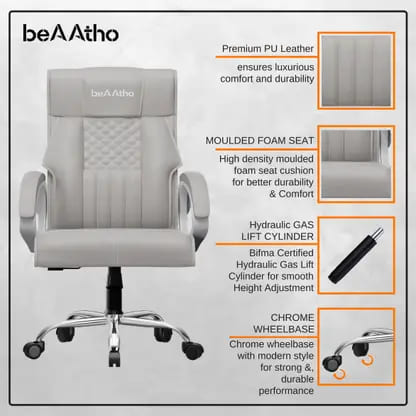 beAAtho
beAAtho
Premium PU Leather
ensures luxurious
comfort and durability
MOULDED FOAM SEAT
High density moulded
foam seat cushion
for better durability
& Comfort
Hydraulic GAS
LIFT CYLINDER
Bifma Certified
Hydraulic Gas Lift
Cylinder for smooth
Height Adjustment
CHROME
WHEELBASE
Chrome wheelbase
with modern style
for strong &,
durable
performance